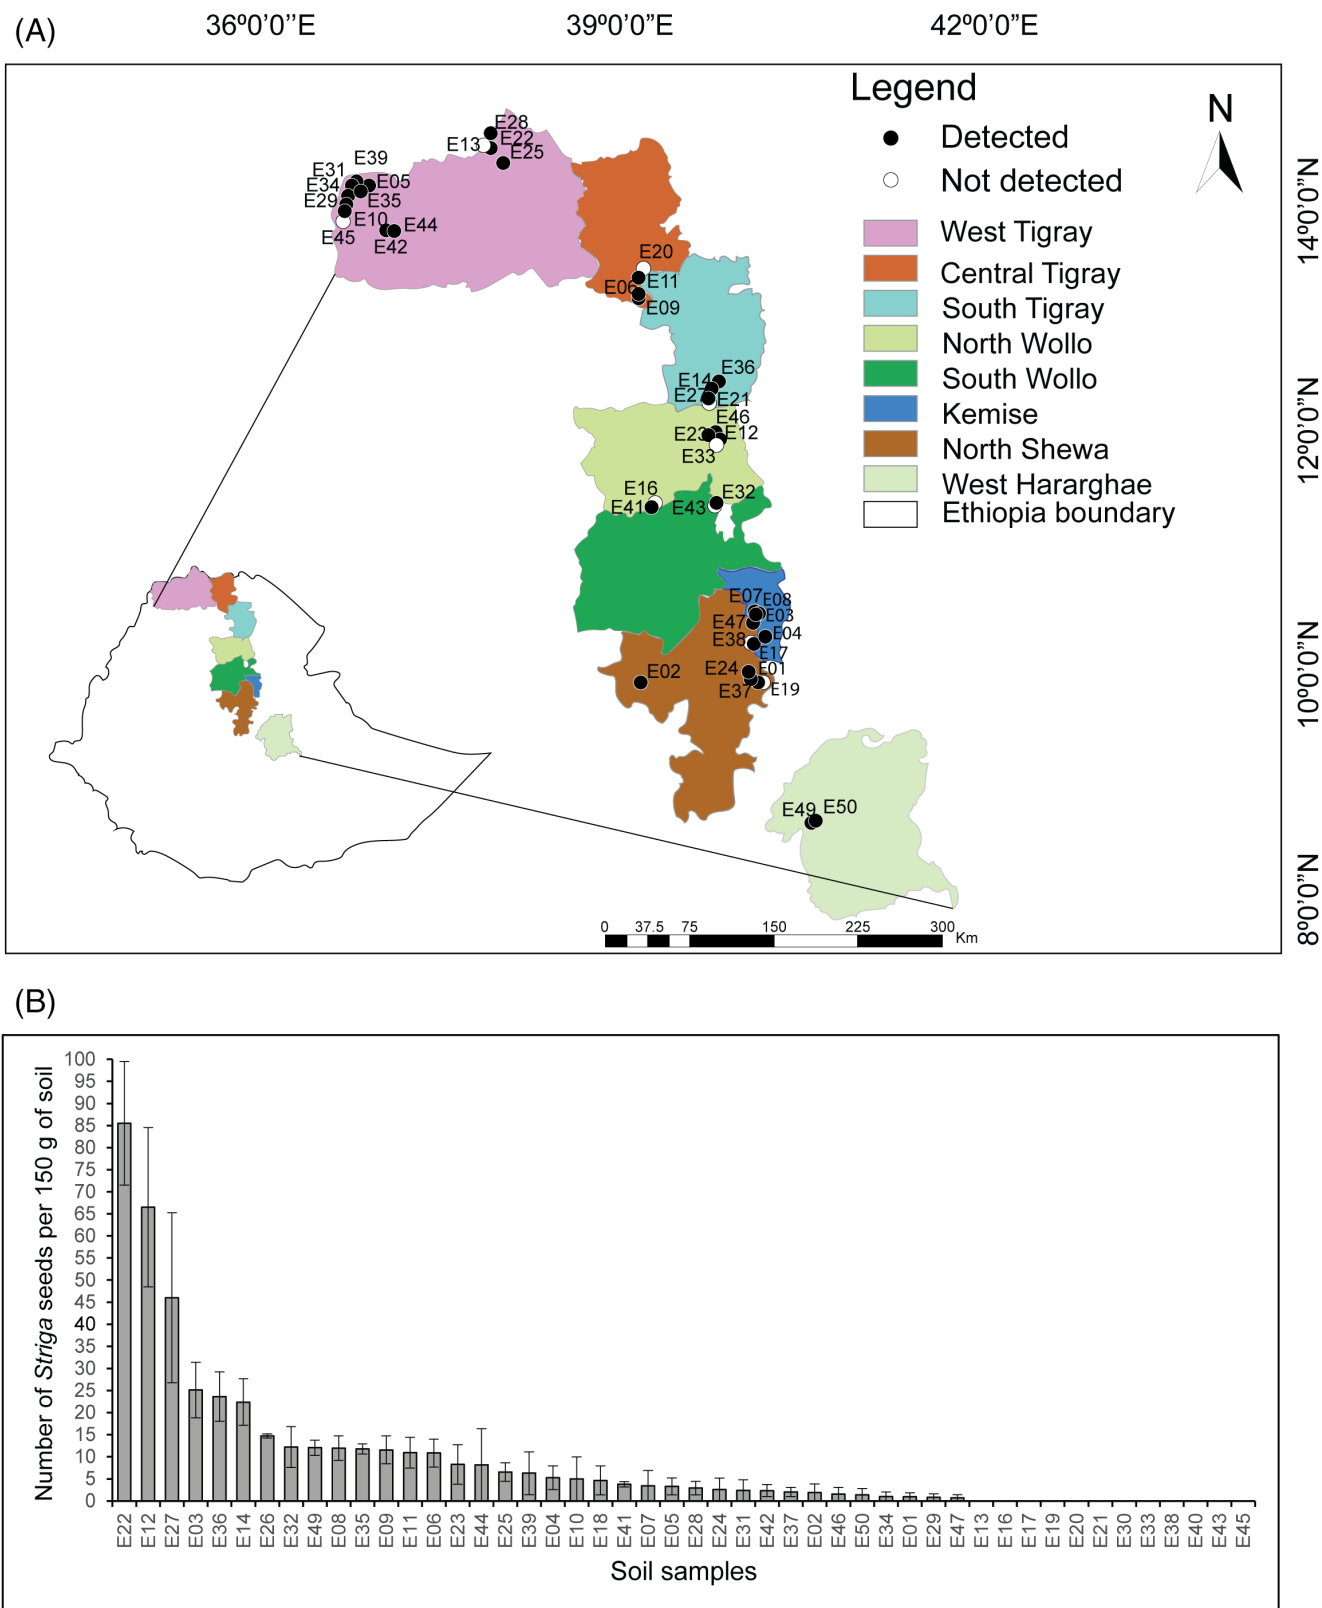 (A)
36º0’0’’E
39º0’0”E
42º0’0”E
Legend
N
Detected
Not detected
West Tigray
Central Tigray
South Tigray
North Wollo
South Wollo
Kemise
North Shewa
West Hararghae
Ethiopia boundary
14º0’0”N
12º0’0”N
10º0’0”N
8º0’0”N
E28
E22
E13
E25
E39
E31
E05
E34
E35
E29
E10
E44
E45
E42
E20
E11
E06
E09
E36
E14
E27
E21
E46
E23
E12
E33
E16
E32
E41
E43
E07
E08
E03
E47
E04
E38
E17
E24
E01
E02
E37
E19
E49
E50
0 37.5 75 150 225 300 Km
(B)
Number of Striga seeds per 150 g of soil
100
95
90
85
80
75
70
65
60
55
50
45
40
35
30
25
20
15
10
5
0
E22 E12 E27 E03 E36 E14 E26 E32 E49 E08 E35 E09 E11 E06 E23 E44 E25 E39 E04 E10 E18 E41 E07 E05 E28 E24 E31 E42 E37 E02 E46 E50 E34 E01 E29 E47 E13 E16 E17 E19 E20 E21 E30 E33 E38 E40 E43 E45
Soil samples